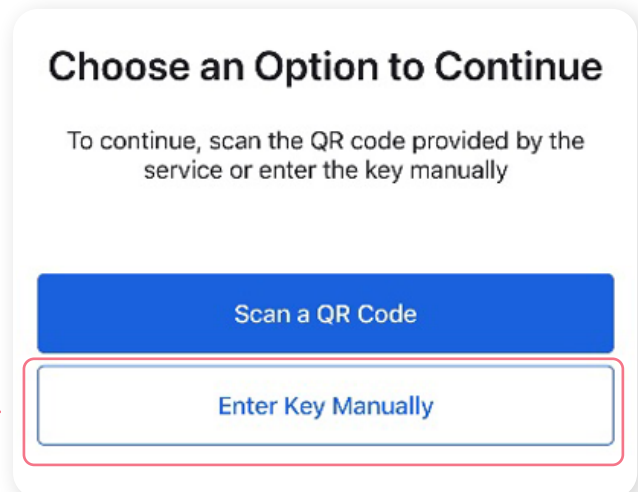 Choose an Option to Continue
To continue, scan the QR code provided by the
service or enter the key manually
Scan a QR Code
Enter Key Manually